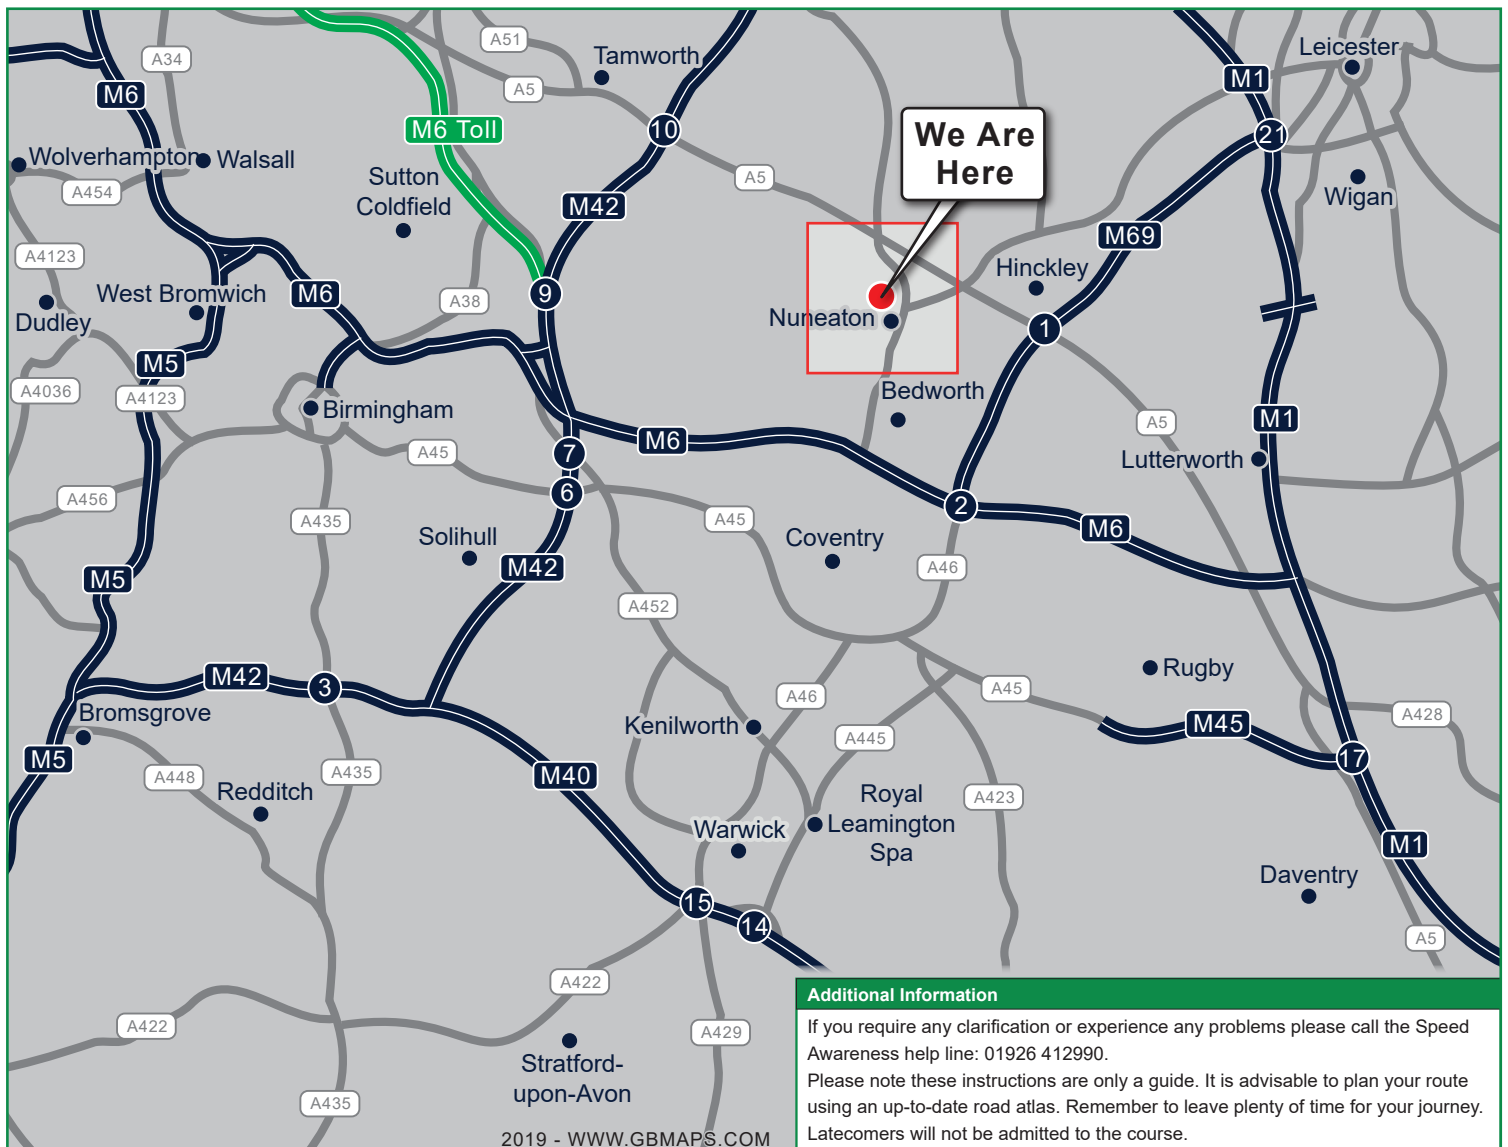 A51
Tamworth
Leicester
A34
M1
A5
M6
M6 Toll
10
21
We Are
Here
Wolverhampton
Walsall
A454
Sutton
Coldfield
A5
M42
Wigan
M69
A4123
Hinckley
West Bromwich
M6
A38
9
Dudley
Nuneaton
1
M5
A4036
A4123
Bedworth
Birmingham
A5
M1
M6
A45
7
Lutterworth
A456
6
2
A435
A45
M6
Solihull
Coventry
M42
A46
M5
A452
Rugby
M42
3
A46
A45
Bromsgrove
A428
Kenilworth
A445
M45
M5
17
A448
A435
M40
Redditch
Royal
Leamington
Spa
A423
Warwick
M1
Daventry
15
14
A5
A422
A422
A429
Stratford-
upon-Avon
A435
2019 - WWW.GBMAPS.COM
Additional Information
If you require any clarification or experience any problems please call the Speed
Awareness help line: 01926 412990.
Please note these instructions are only a guide. It is advisable to plan your route
using an up-to-date road atlas. Remember to leave plenty of time for your journey.
Latecomers will not be admitted to the course.